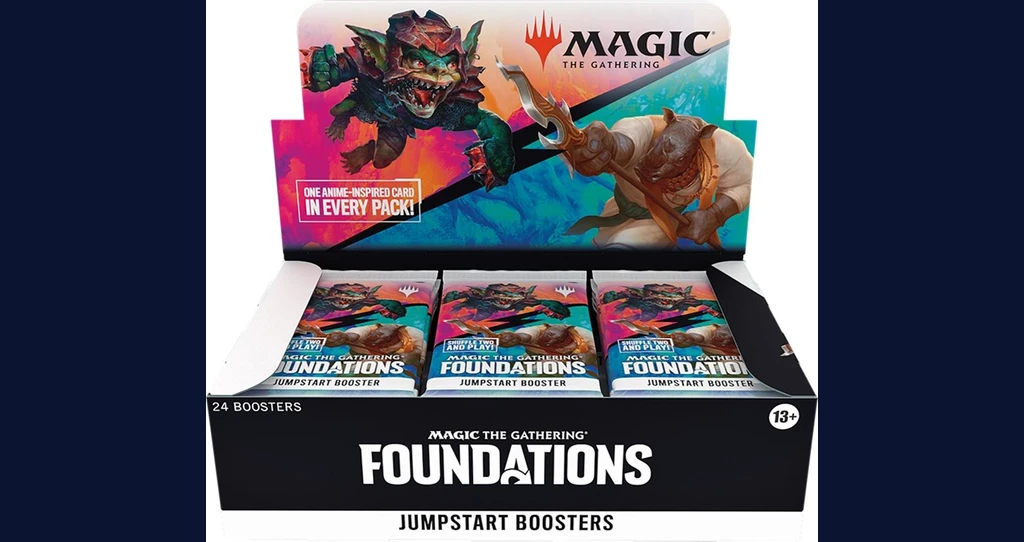 MAGIC
THE GATHERING
ONE ANIME-INSPIRED CARD
IN EVERY PACK!
SHUFFLE TWO
AND PLAY!
MAGIC THE GATHERING
FOUNDATIONS
JUMPSTART BOOSTER
SHUFFLE TWO
AND PLAY!
MAGIC THE GATHERING
FOUNDATIONS
JUMPSTART BOOSTER
SHUFFLE TWO
AND PLAY!
MAGIC THE GATHERING
FOUNDATION
JUMPSTART BOOSTER
24 BOOSTERS
13+
MAGIC THE GATHERING
FOUNDATIONS
JUMPSTART BOOSTERS